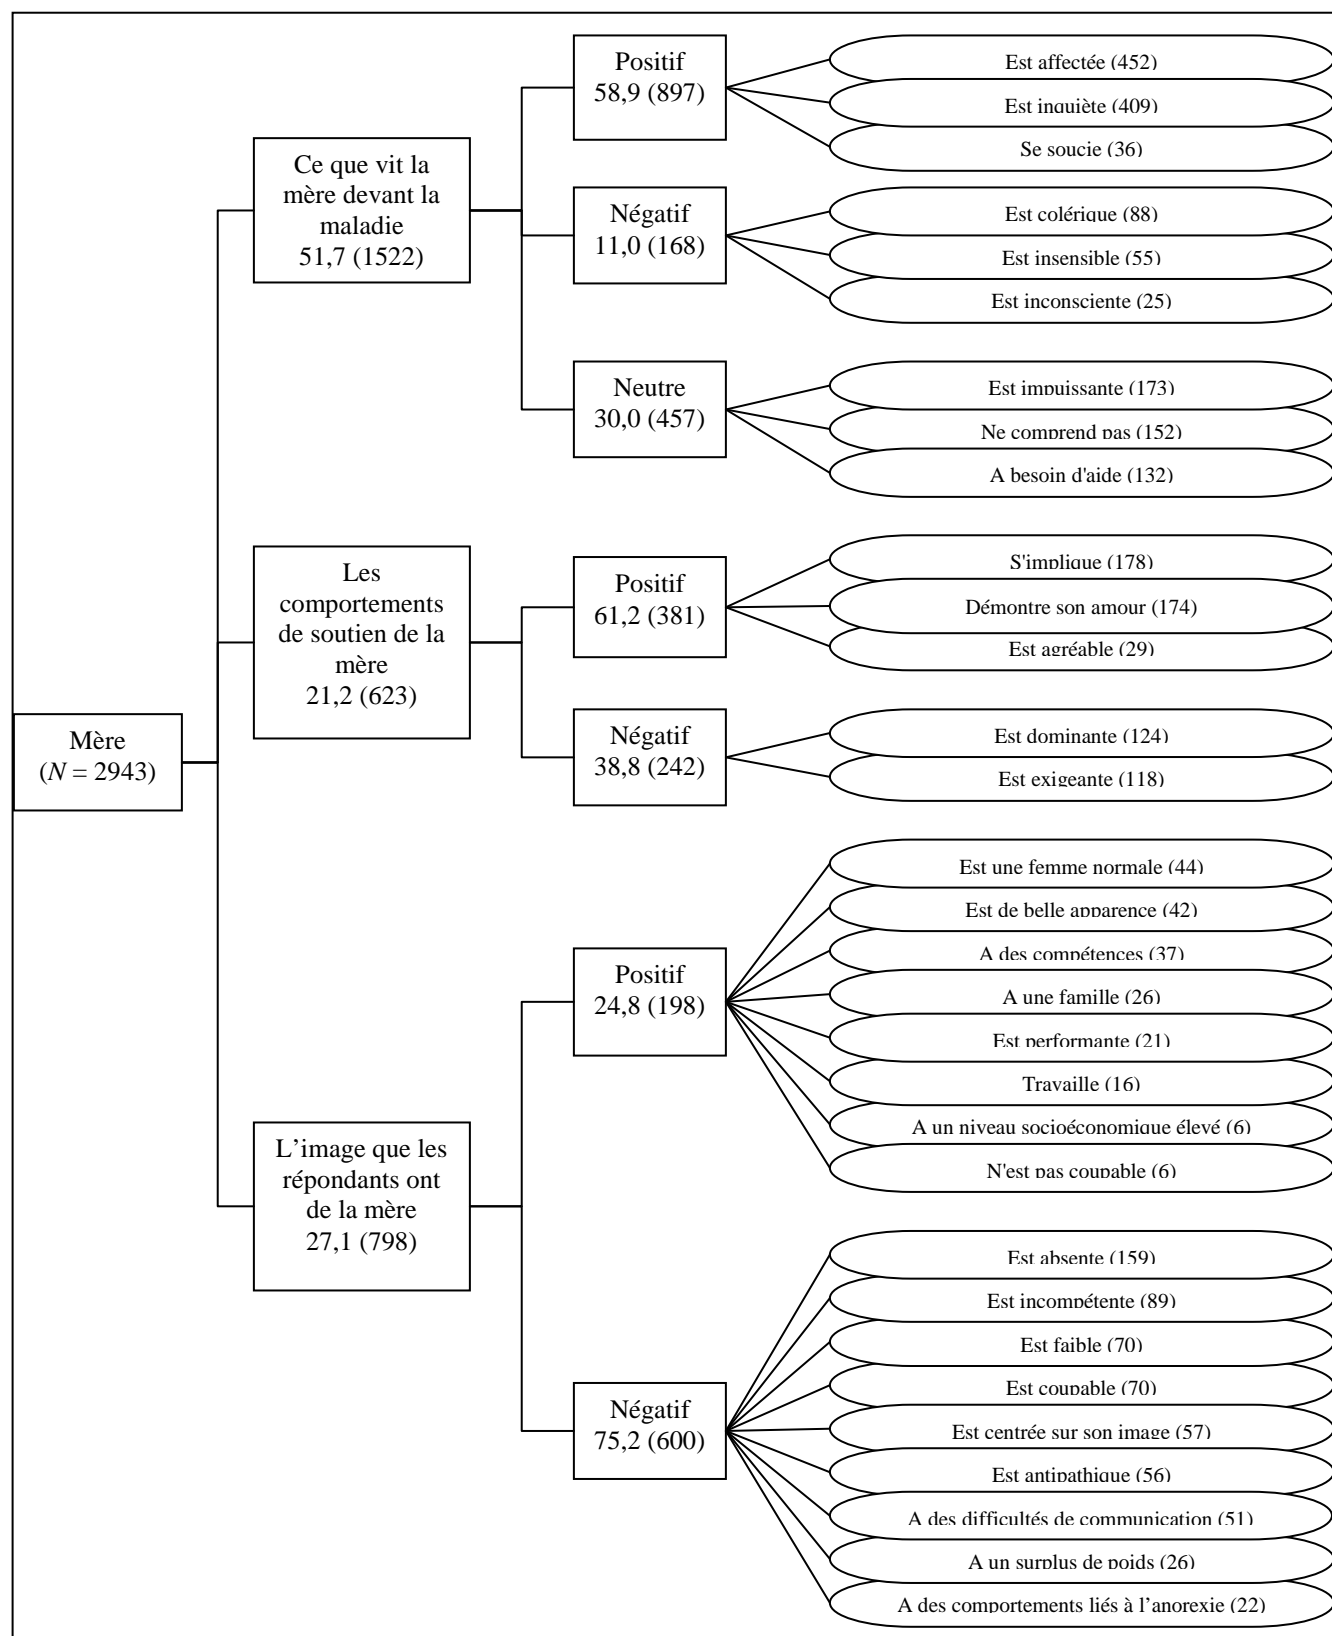 Mère
(N = 2943)
Ce que vit la
mère devant la
maladie
51,7 (1522)
Positif
58,9 (897)
Est affectée (452)
Est inquiète (409)
Se soucie (36)
Négatif
11,0 (168)
Est colérique (88)
Est insensible (55)
Est inconsciente (25)
Neutre
30,0 (457)
Est impuissante (173)
Ne comprend pas (152)
A besoin d'aide (132)
Les
comportements
de soutien de la
mère
21,2 (623)
Positif
61,2 (381)
S'implique (178)
Démontre son amour (174)
Est agréable (29)
Négatif
38,8 (242)
Est dominante (124)
Est exigeante (118)
L’image que les
répondants ont
de la mère
27,1 (798)
Positif
24,8 (198)
Est une femme normale (44)
Est de belle apparence (42)
A des compétences (37)
A une famille (26)
Est performante (21)
Travaille (16)
A un niveau socioéconomique élevé (6)
N'est pas coupable (6)
Négatif
75,2 (600)
Est absente (159)
Est incompétente (89)
Est faible (70)
Est coupable (70)
Est centrée sur son image (57)
Est antipathique (56)
A des difficultés de communication (51)
A un surplus de poids (26)
A des comportements liés à l’anorexie (22)